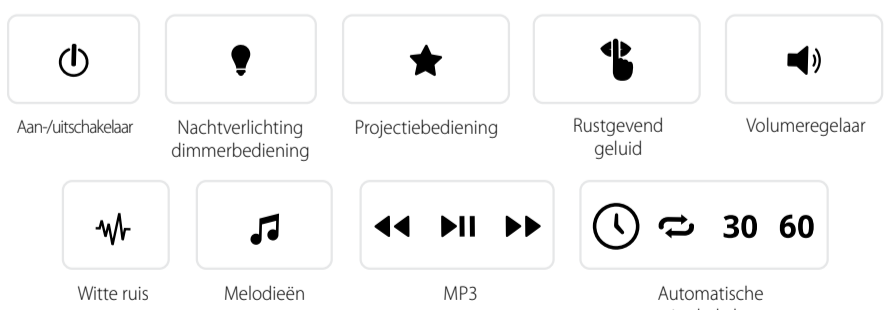 Aan-/uitschakelaar
Nachtverlichting
dimmerbediening
Projectiebediening
Rustgevend
geluid
Volumeregelaar
30 60
Witte ruis
Melodieën
MP3
Automatische